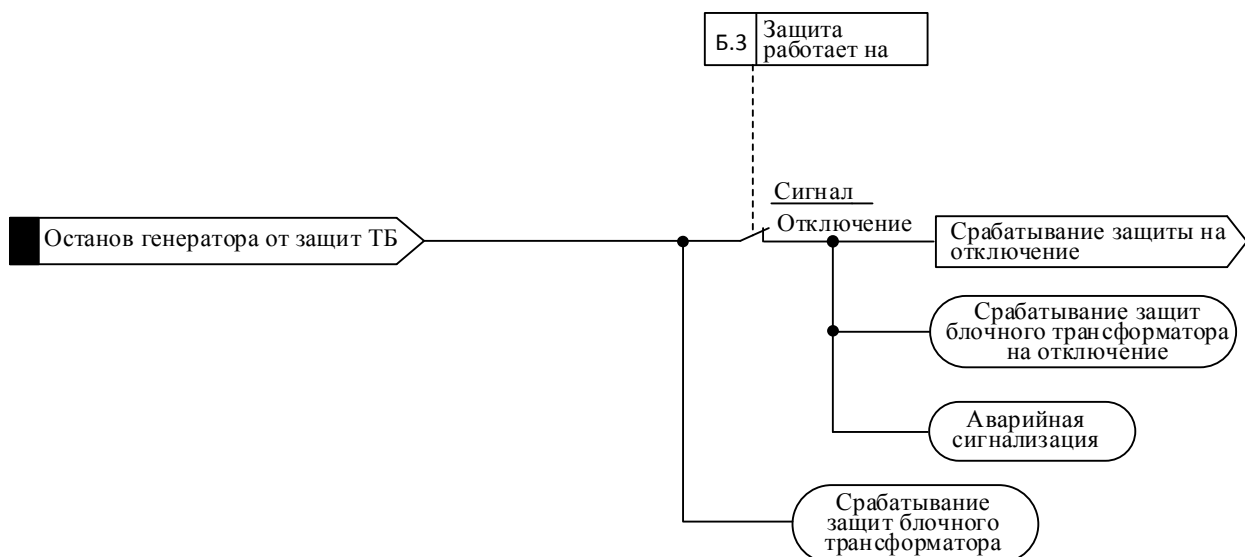 Б.3
Защита
работает на
Сигнал
Отключение
Останов генератора от защит ТБ
Срабатывание защиты на
отключение
Срабатывание защит
блочного трансформатора
на отключение
Аварийная
сигнализация
Срабатывание
защит блочного
трансформатора